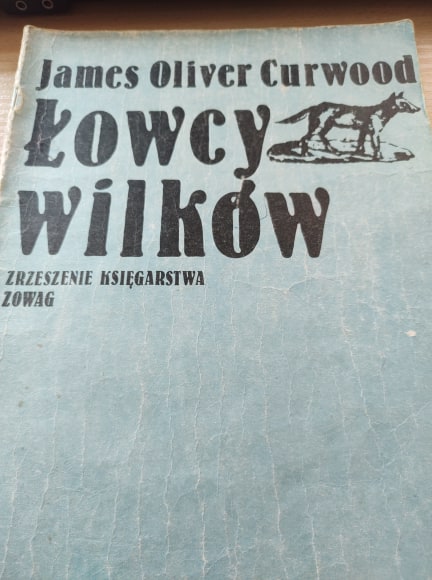 James Oliver Curwood
Łowcy
wilków
ZRZESZENIE KSIĘGARSTWA
ZOWAG